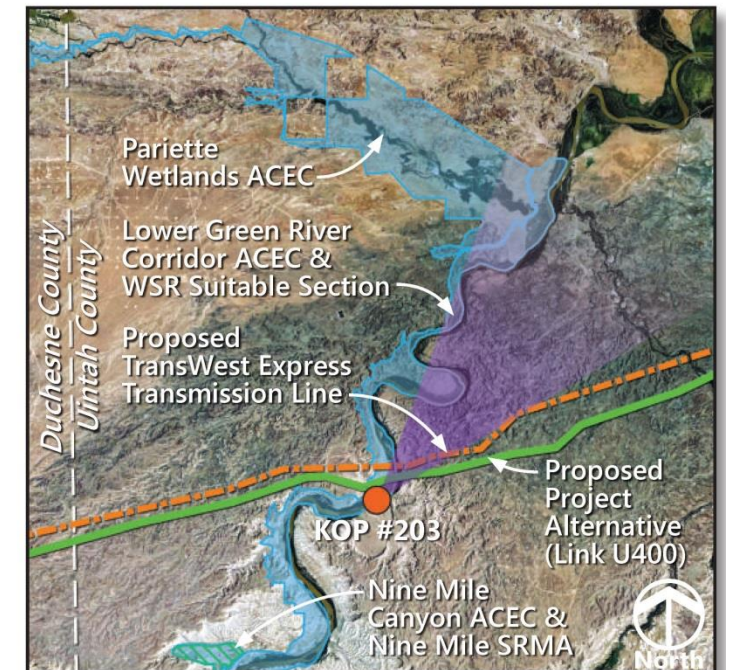 Pariette
Wetlands ACEC
Lower Green River
Corridor ACEC &
WSR Suitable Section
Duchesne County
Uintah County
Proposed
TransWest Express
Transmission Line
Proposed
Project
Alternative
(Link U400)
KOP #203
Nine Mile
Canyon ACEC &
Nine Mile SRMA
North